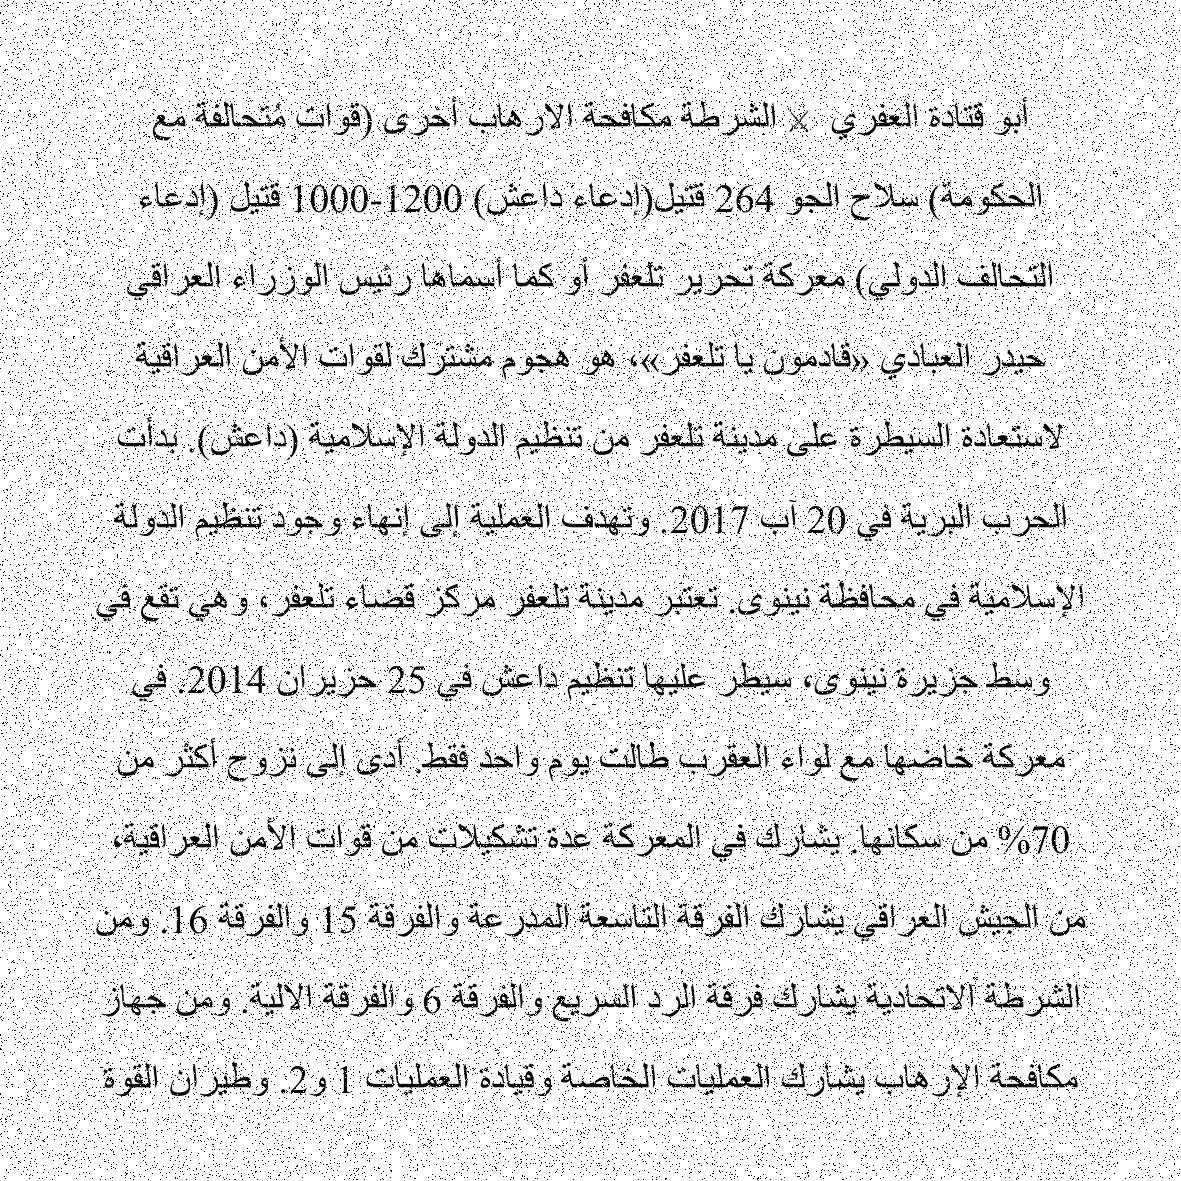 أبو قتادة العفري ⚔ الشرطة مكافحة الارهاب أخرى (قوات مُتحالفة مع
الحكومة) سلاح الجو 264 قتيل(إدعاء داعش) 1200-1000 قتيل (إدعاء
التحالف الدولي) معركة تحرير تلعفر أو كما أسماها رئيس الوزراء العراقي
حيدر العبادي «قادمون يا تلعفر»، هو هجوم مشترك لقوات الأمن العراقية
لاستعادة السيطرة على مدينة تلعفر من تنظيم الدولة الإسلامية (داعش). بدأت
الحرب البرية في 20 آب 2017. وتهدف العملية إلى إنهاء وجود تنظيم الدولة
الإسلامية في محافظة نينوى. تعتبر مدينة تلعفر مركز قضاء تلعفر، وهي تقع في
وسط جزيرة نينوى، سيطر عليها تنظيم داعش في 25 حزيران 2014. في
معركة خاضها مع لواء العقرب طالت يوم واحد فقط. أدى إلى نزوح أكثر من
70% من سكانها. يشارك في المعركة عدة تشكيلات من قوات الأمن العراقية،
من الجيش العراقي يشارك الفرقة التاسعة المدرعة والفرقة 15 والفرقة 16. ومن
الشرطة الاتحادية يشارك فرقة الرد السريع والفرقة 6 والفرقة الالية. ومن جهاز
مكافحة الإرهاب يشارك العمليات الخاصة وقيادة العمليات 1 و2. وطيران القوة